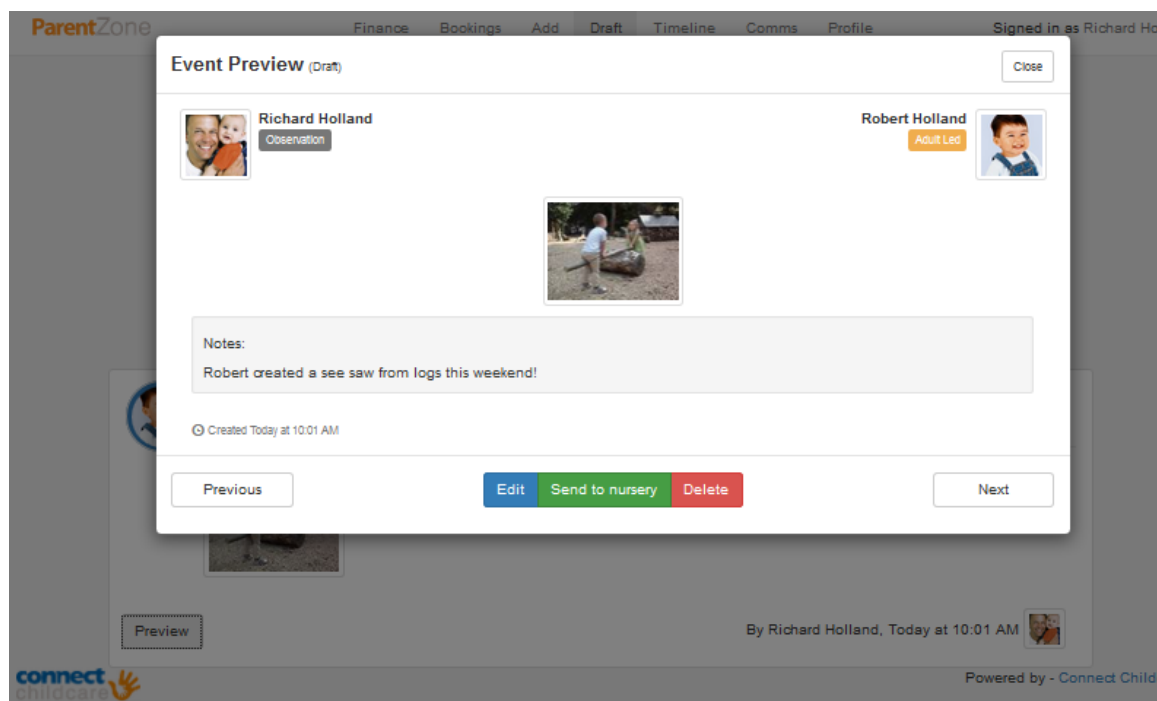 ParentZone Finance Bookings Add Draft Timeline Comms Profile Signed in as Richard Ho
Event Preview (Draft) Close
Richard Holland Robert Holland
Observation Adult Led
Notes:
Robert created a see saw from logs this weekend!
Created Today at 10:01 AM
Previous Edit Send to nursery Delete Next
Preview By Richard Holland, Today at 10:01 AM
connect
childcare
Powered by - Connect Child